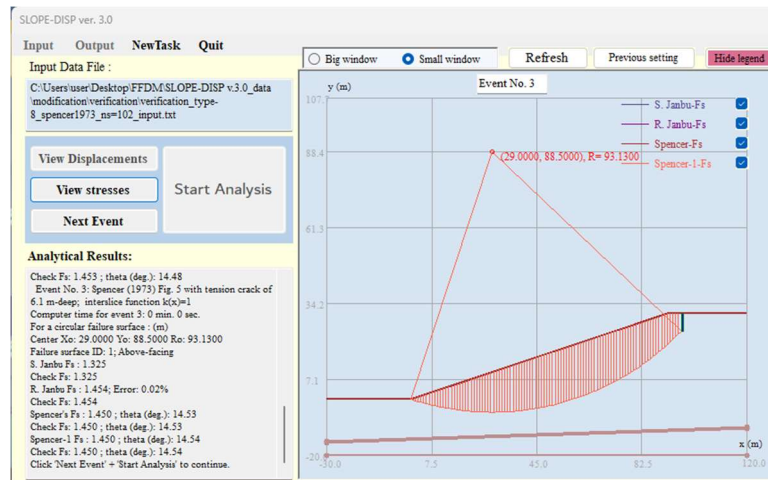 SLOPE-DISP ver. 3.0
Input Output NewTask Quit
Input Data File :
C:\Users\user\Desktop\FFDM\SLOPE-DISP v.3.0_data
\modification\verification\verification_type-
8_spencer1973_ns=102_input.txt
View Displacements
View stresses
Next Event
Start Analysis
Analytical Results:
Check Fs: 1.453 ; theta (deg.): 14.48
Event No. 3: Spencer (1973) Fig. 5 with tension crack of
6.1 m-deep; interslice function k(x)=1
Computer time for event 3: 0 min. 0 sec.
For a circular failure surface : (m)
Center Xo: 29.0000 Yo: 88.5000 Ro: 93.1300
Failure surface ID: 1; Above-facing
S. Janbu Fs : 1.325
Check Fs: 1.325
R. Janbu Fs : 1.454; Error: 0.02%
Check Fs: 1.454
Spencer's Fs : 1.450 ; theta (deg.): 14.53
Check Fs: 1.450 ; theta (deg.): 14.53
Spencer-1 Fs : 1.450 ; theta (deg.): 14.54
Check Fs: 1.450 ; theta (deg.): 14.54
Click 'Next Event' + 'Start Analysis' to continue.
Big window Small window Refresh Previous setting Hide legend
y (m)
Event No. 3
107.7
S. Janbu-Fs
R. Janbu-Fs
Spencer-Fs
Spencer-1-Fs
88.4
(29.0000, 88.5000), R= 93.1300
61.3
34.2
7.1
x (m)
-20.
-30.0 7.5 45.0 82.5 120.0